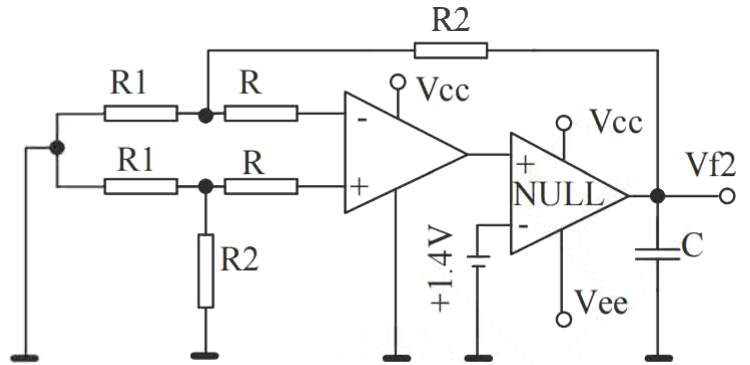 R2
R1
R
Vcc
-
R1
R
+
Vcc
+
NULL
-
Vf2
R2
+1.4V
C
Vee